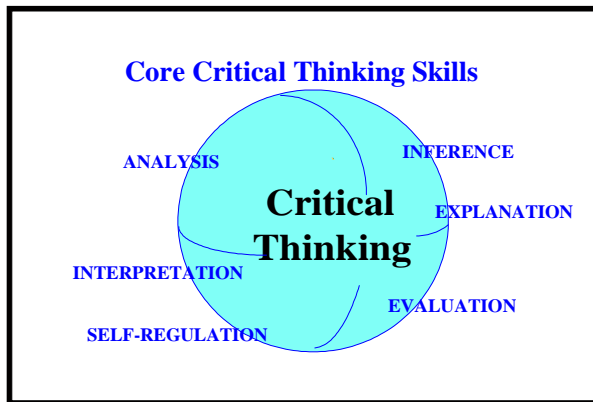 Core Critical Thinking Skills
ANALYSIS
INFERENCE
Critical
Thinking
EXPLANATION
INTERPRETATION
EVALUATION
SELF-REGULATION